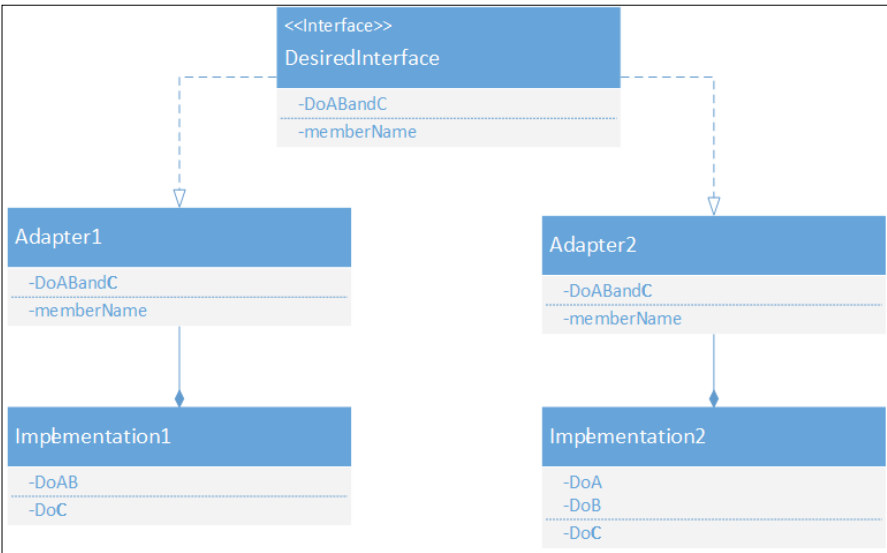 <<Interface>>
DesiredInterface
-DoABandC
-memberName
Adapter1
-DoABandC
-memberName
Adapter2
-DoABandC
-memberName
Implementation1
-DoAB
-DoC
Implementation2
-DoA
-DoB
-DoC